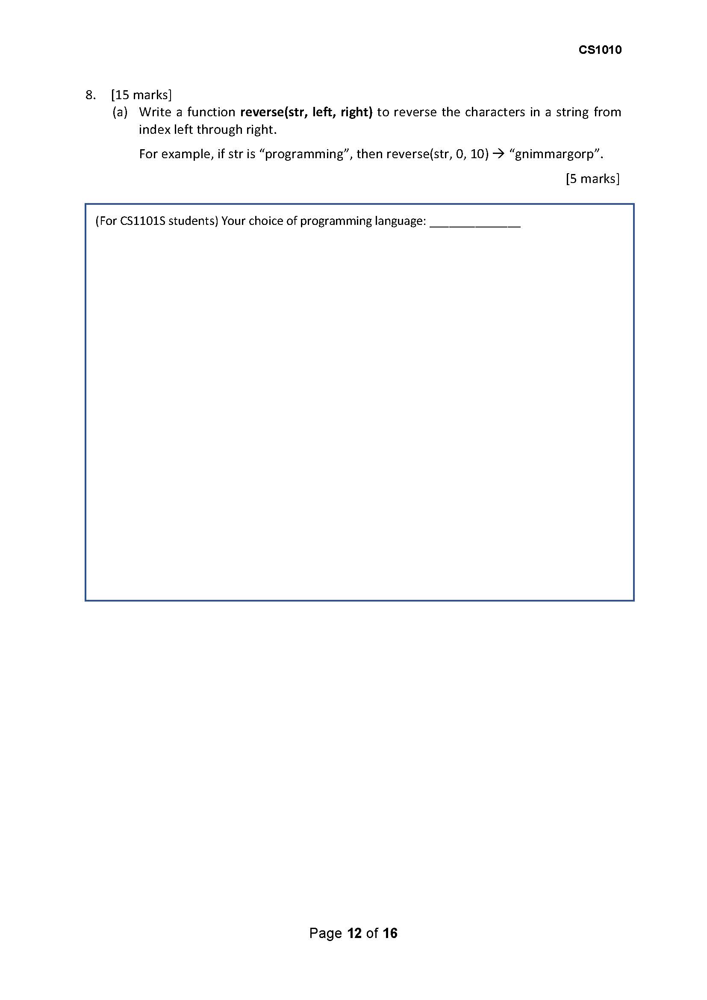 CS1010
8. [15 marks]
(a) Write a function reverse(str, left, right) to reverse the characters in a string from
index left through right.
For example, if str is “programming”, then reverse(str, 0, 10) → “gnimmargorp”.
[5 marks]
(For CS1101S students) Your choice of programming language: ______________
Page 12 of 16